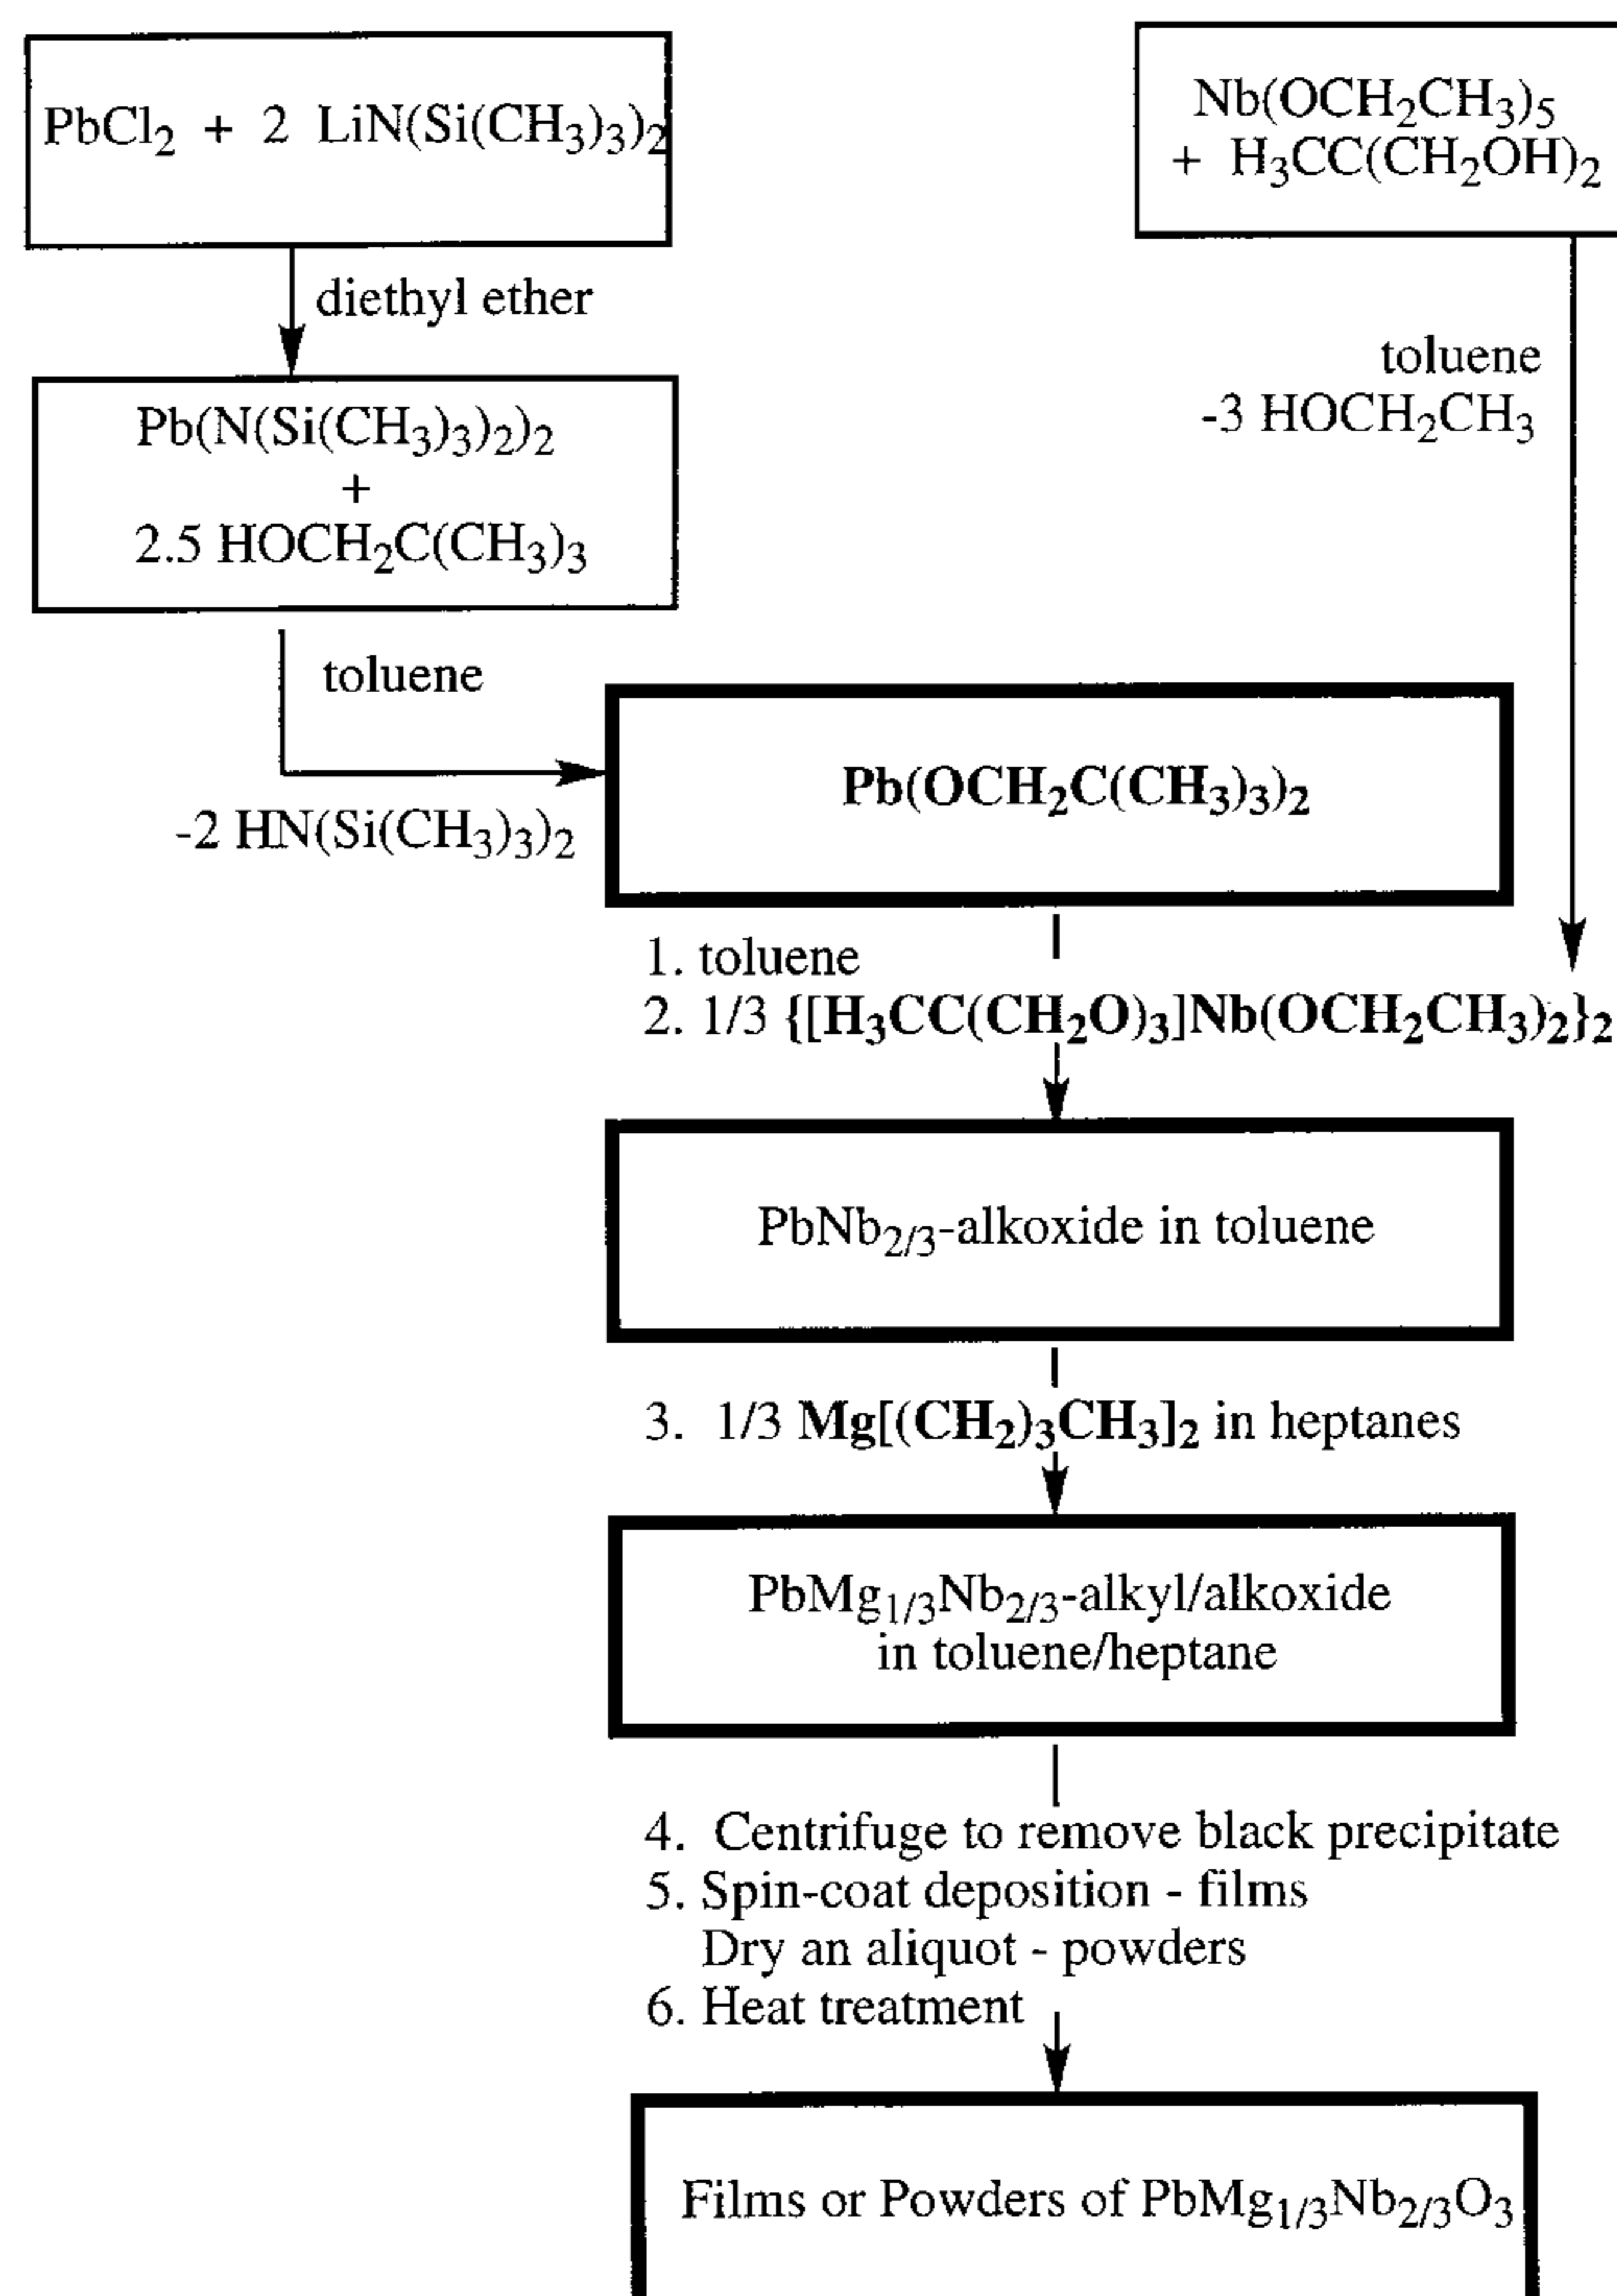 PbCl₂ + 2 LiN(Si(CH₃)₃)₂
Nb(OCH₂CH₃)₅
+ H₃CC(CH₂OH)₂
diethyl ether
toluene
-3 HOCH₂CH₃
Pb(N(Si(CH₃)₃)₂)₂
+
2.5 HOCH₂C(CH₃)₃
toluene
-2 HN(Si(CH₃)₃)₂
Pb(OCH₂C(CH₃)₃)₂
1. toluene
2. 1/3 {[H₃CC(CH₂O)₃]Nb(OCH₂CH₃)₂}₂
PbNb₂/₃-alkoxide in toluene
3. 1/3 Mg[(CH₂)₃CH₃]₂ in heptanes
PbMg₁/₃Nb₂/₃-alkyl/alkoxide
in toluene/heptane
4. Centrifuge to remove black precipitate
5. Spin-coat deposition - films
Dry an aliquot - powders
6. Heat treatment
Films or Powders of PbMg₁/₃Nb₂/₃O₃